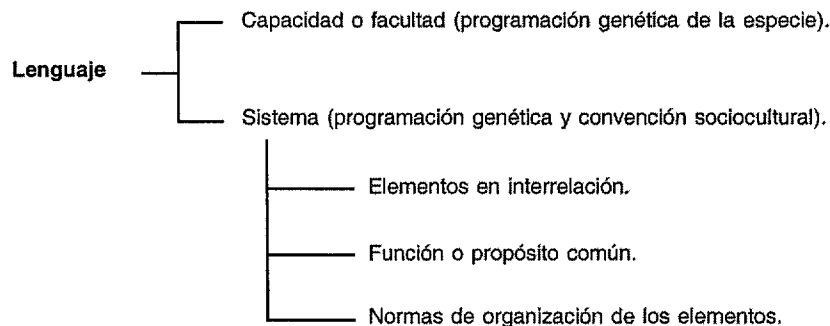 Capacidad o facultad (programación genética de la especie).
Lenguaje
Sistema (programación genética y convención sociocultural).
Elementos en interrelación.
Función o propósito común.
Normas de organización de los elementos.